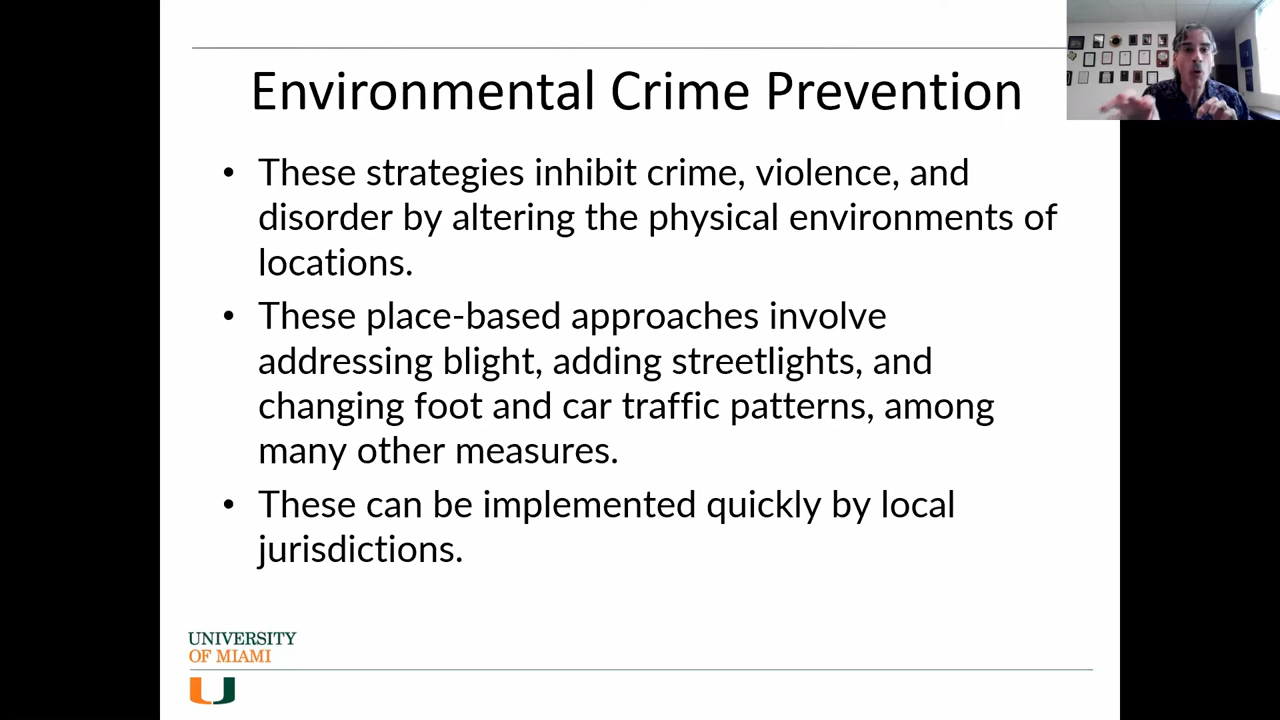 Environmental Crime Prevention
• These strategies inhibit crime, violence, and
disorder by altering the physical environments of
locations.
• These place-based approaches involve
addressing blight, adding streetlights, and
changing foot and car traffic patterns, among
many other measures.
• These can be implemented quickly by local
jurisdictions.
UNIVERSITY
OF MIAMI
U